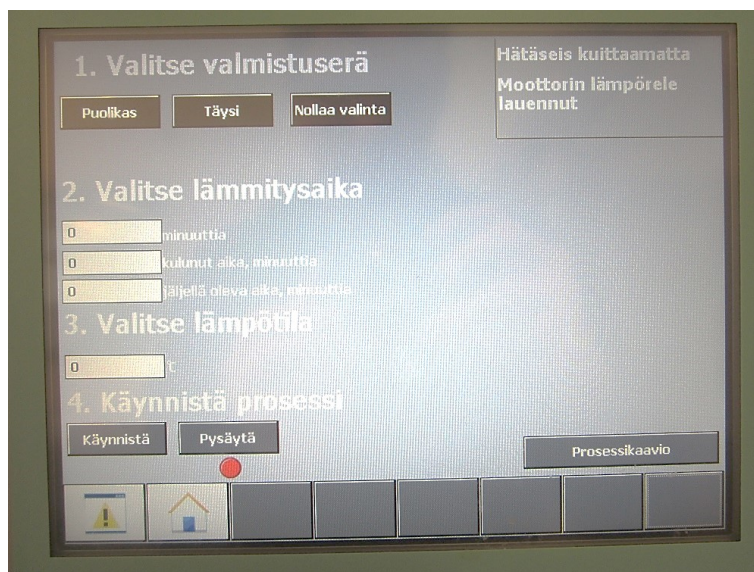 1. Valitse valmistuserä
Hätäseis kuittaamatta
Moottorin lämpörele
lauennut
Puolikas
Täysi
Nollaa valinta
2. Valitse lämmitysaika
0 minuuttia
0 kulunut aika, minuuttia
0 jäljellä oleva aika, minuuttia
3. Valitse lämpötila
0
4. Käynnistä prosessi
Käynnistä
Pysäytä
Prosessikaavio